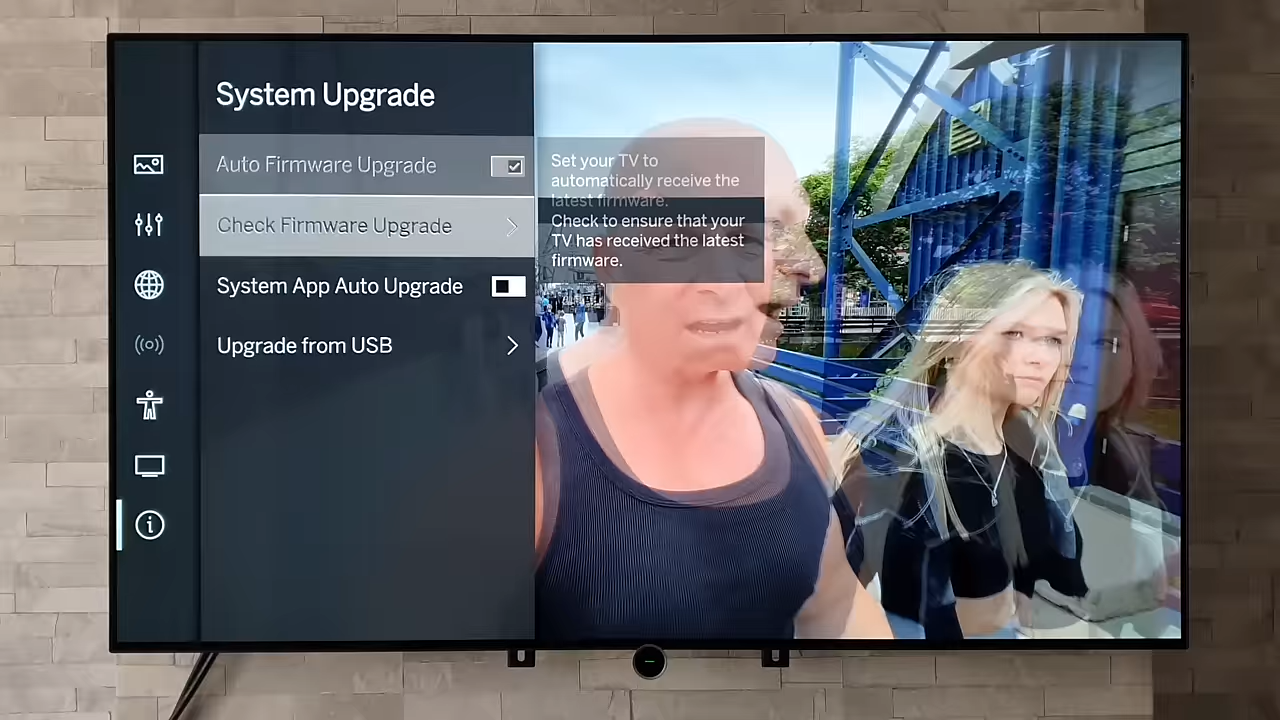 System Upgrade
Auto Firmware Upgrade
Check Firmware Upgrade
System App Auto Upgrade
Upgrade from USB
Set your TV to
automatically receive the
latest firmware.
Check to ensure that your
TV has received the latest
firmware.